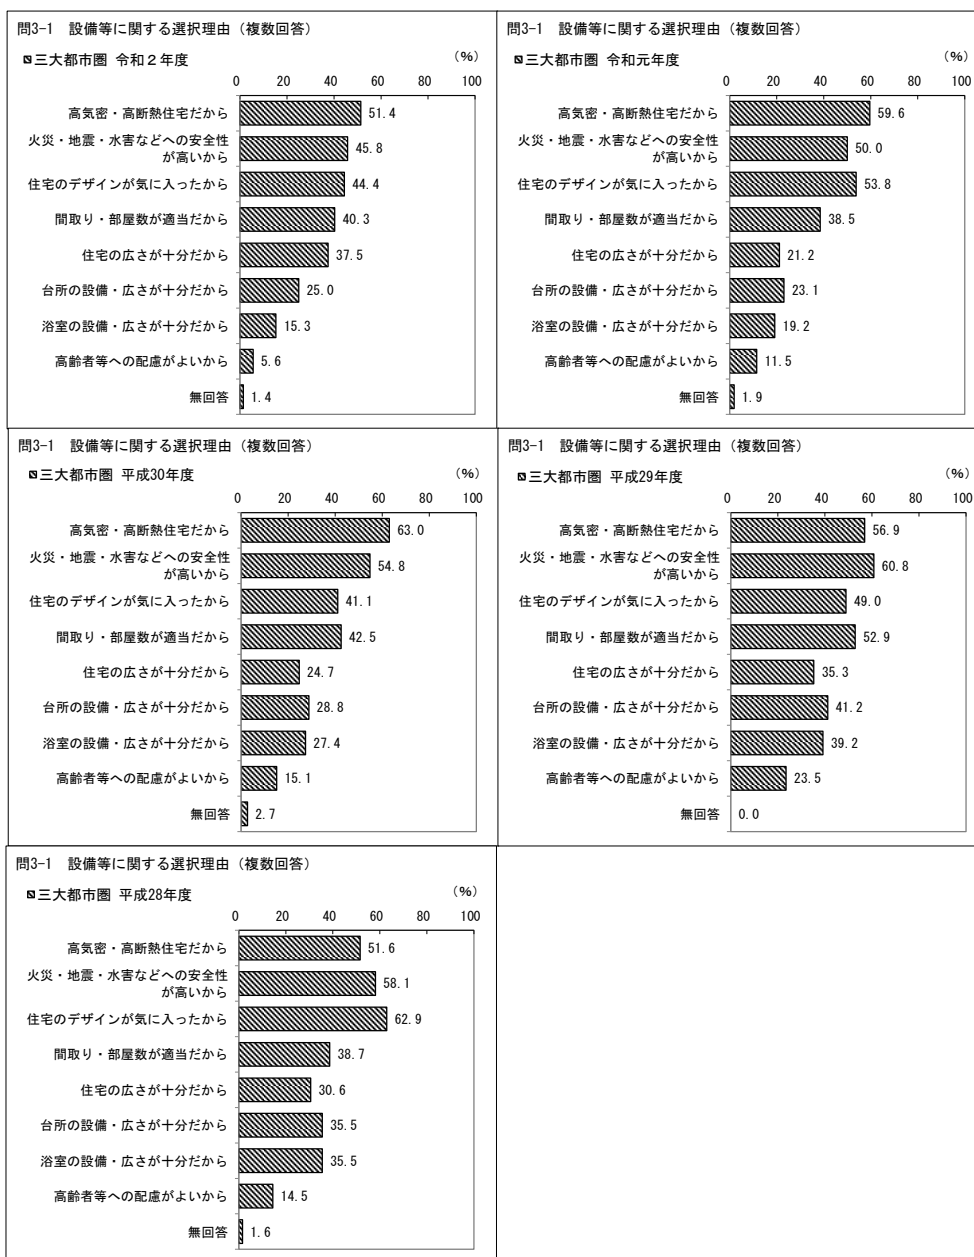 問3-1　設備等に関する選択理由（複数回答）
三大都市圏 令和２年度
(%)
0 20 40 60 80 100
高気密・高断熱住宅だから 51.4
火災・地震・水害などへの安全性
が高いから 45.8
住宅のデザインが気に入ったから 44.4
間取り・部屋数が適当だから 40.3
住宅の広さが十分だから 37.5
台所の設備・広さが十分だから 25.0
浴室の設備・広さが十分だから 15.3
高齢者等への配慮がよいから 5.6
無回答 1.4
問3-1　設備等に関する選択理由（複数回答）
三大都市圏 令和元年度
(%)
0 20 40 60 80 100
高気密・高断熱住宅だから 59.6
火災・地震・水害などへの安全性
が高いから 50.0
住宅のデザインが気に入ったから 53.8
間取り・部屋数が適当だから 38.5
住宅の広さが十分だから 21.2
台所の設備・広さが十分だから 23.1
浴室の設備・広さが十分だから 19.2
高齢者等への配慮がよいから 11.5
無回答 1.9
問3-1　設備等に関する選択理由（複数回答）
三大都市圏 平成30年度
(%)
0 20 40 60 80 100
高気密・高断熱住宅だから 63.0
火災・地震・水害などへの安全性
が高いから 54.8
住宅のデザインが気に入ったから 41.1
間取り・部屋数が適当だから 42.5
住宅の広さが十分だから 24.7
台所の設備・広さが十分だから 28.8
浴室の設備・広さが十分だから 27.4
高齢者等への配慮がよいから 15.1
無回答 2.7
問3-1　設備等に関する選択理由（複数回答）
三大都市圏 平成29年度
(%)
0 20 40 60 80 100
高気密・高断熱住宅だから 56.9
火災・地震・水害などへの安全性
が高いから 60.8
住宅のデザインが気に入ったから 49.0
間取り・部屋数が適当だから 52.9
住宅の広さが十分だから 35.3
台所の設備・広さが十分だから 41.2
浴室の設備・広さが十分だから 39.2
高齢者等への配慮がよいから 23.5
無回答 0.0
問3-1　設備等に関する選択理由（複数回答）
三大都市圏 平成28年度
(%)
0 20 40 60 80 100
高気密・高断熱住宅だから 51.6
火災・地震・水害などへの安全性
が高いから 58.1
住宅のデザインが気に入ったから 62.9
間取り・部屋数が適当だから 38.7
住宅の広さが十分だから 30.6
台所の設備・広さが十分だから 35.5
浴室の設備・広さが十分だから 35.5
高齢者等への配慮がよいから 14.5
無回答 1.6